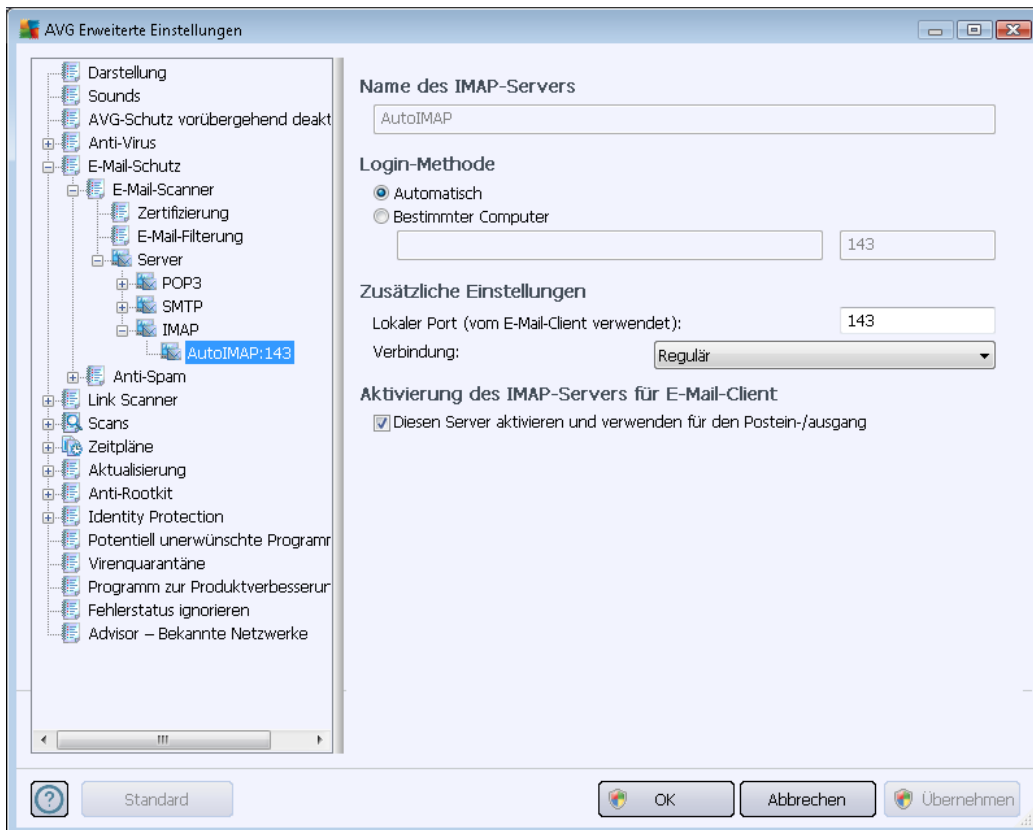 AVG Erweiterte Einstellungen
Darstellung
Sounds
AVG-Schutz vorübergehend deakt
Anti-Virus
E-Mail-Schutz
E-Mail-Scanner
Zertifizierung
E-Mail-Filterung
Server
POP3
SMTP
IMAP
AutoIMAP:143
Anti-Spam
Link Scanner
Scans
Zeitpläne
Aktualisierung
Anti-Rootkit
Identity Protection
Potentiell unerwünschte Programr
Virenquarantäne
Programm zur Produktverbesserur
Fehlerstatus ignorieren
Advisor – Bekannte Netzwerke
Name des IMAP-Servers
AutoIMAP
Login-Methode
Automatisch
Bestimmter Computer
143
Zusätzliche Einstellungen
Lokaler Port (vom E-Mail-Client verwendet): 143
Verbindung: Regulär
Aktivierung des IMAP-Servers für E-Mail-Client
Diesen Server aktivieren und verwenden für den Postein-/ausgang
Standard OK Abbrechen Übernehmen